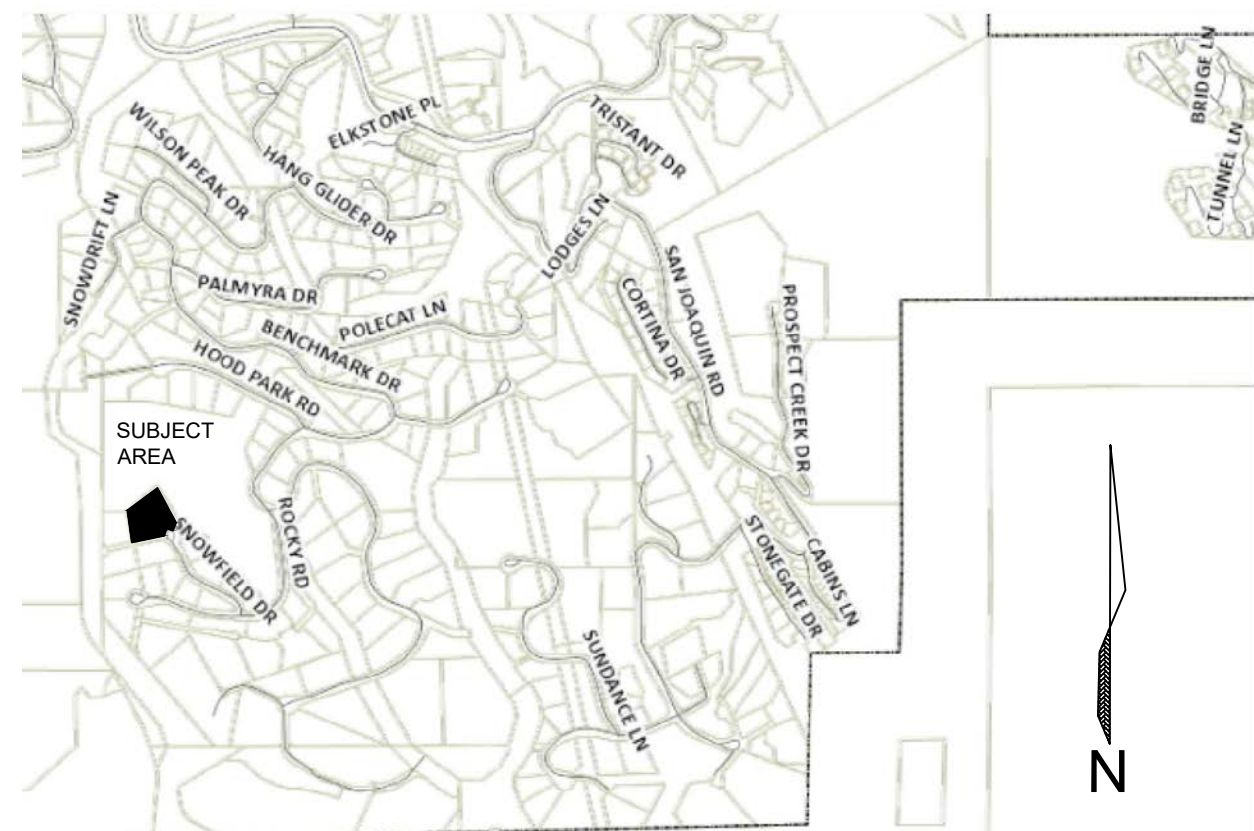 BRIDGE LN
TUNNEL LN
ELKSTONE PL
TRISTANT DR
WILSON PEAK DR
HANG GLIDER DR
SNOWDRIFT LN
LODGES LN
SAN JOAQUIN RD
PALMYRA DR
CORTINA DR
PROSPECT CREEK DR
POLECAT LN
BENCHMARK DR
HOOD PARK RD
SUBJECT
AREA
SNOWFIELD DR
ROCKY RD
STONEGATE DR
CABINS LN
SUNDANCE LN
N